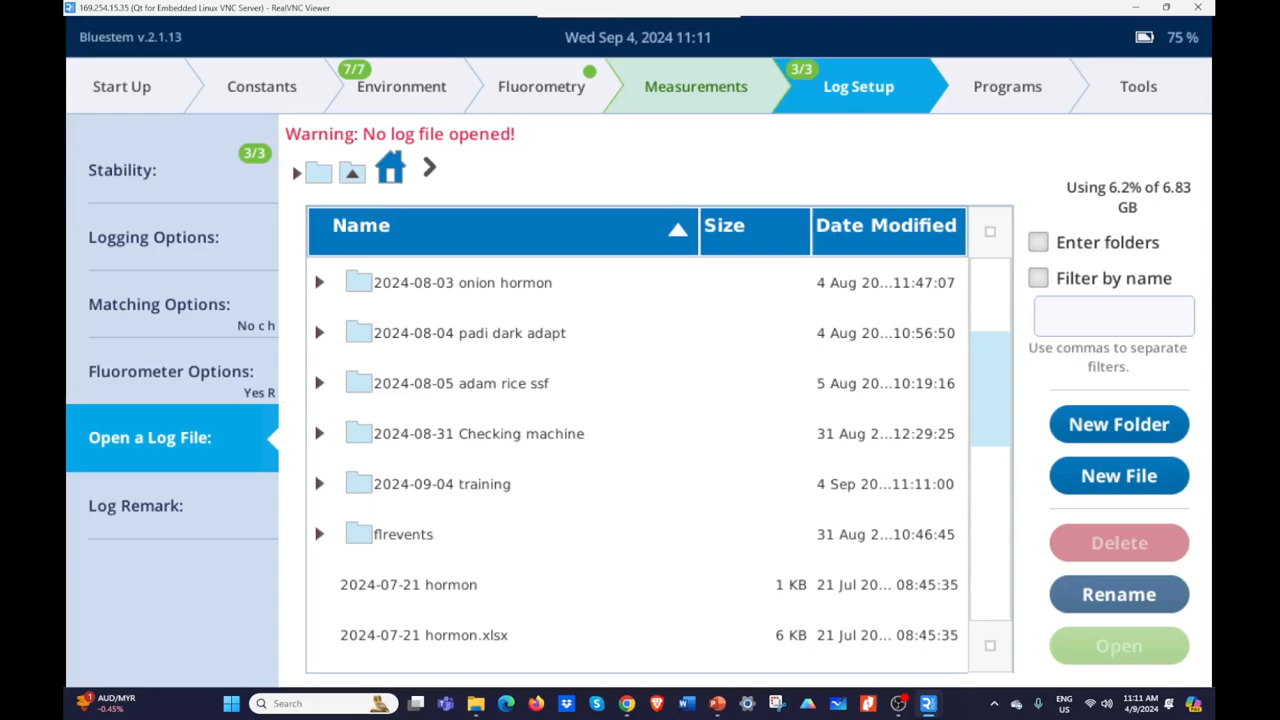 169.254.15.35 (Qt for Embedded Linux VNC Server) - RealVNC Viewer
Bluestem v.2.1.13
Wed Sep 4, 2024 11:11
75 %
Start Up
Constants
7/7
Environment
Fluorometry
Measurements
3/3
Log Setup
Programs
Tools
Stability:
3/3
Logging Options:
Matching Options:
No c h
Fluorometer Options:
Yes R
Open a Log File:
Log Remark:
Warning: No log file opened!
Name Size Date Modified
2024-08-03 onion hormon 4 Aug 20...11:47:07
2024-08-04 padi dark adapt 4 Aug 20...10:56:50
2024-08-05 adam rice ssf 5 Aug 20...10:19:16
2024-08-31 Checking machine 31 Aug 2...12:29:25
2024-09-04 training 4 Sep 20...11:11:00
flrevents 31 Aug 2...10:46:45
2024-07-21 hormon 1 KB 21 Jul 20... 08:45:35
2024-07-21 hormon.xlsx 6 KB 21 Jul 20... 08:45:35
Using 6.2% of 6.83
GB
Enter folders
Filter by name
Use commas to separate
filters.
New Folder
New File
Delete
Rename
Open
1
AUD/MYR
-0.45%
Search
ENG
US
11:11 AM
4/9/2024